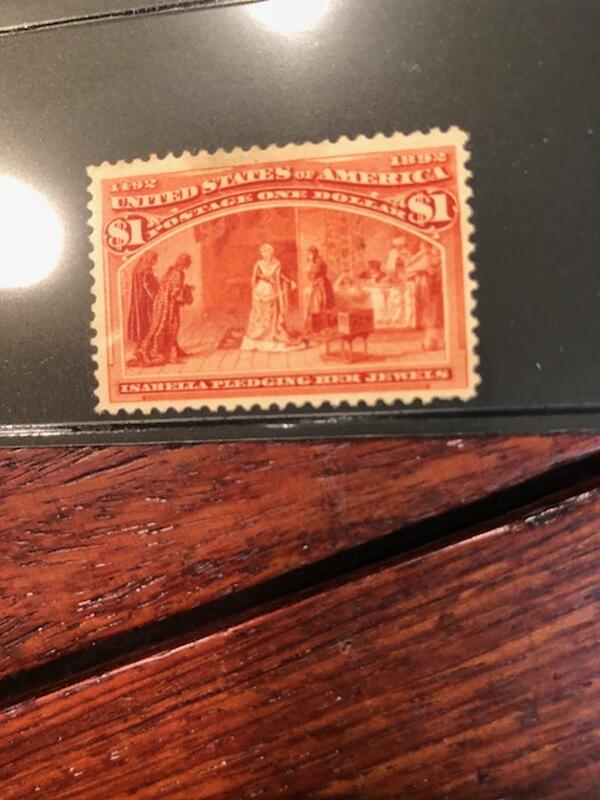 1492 1892
UNITED STATES OF AMERICA
POSTAGE ONE DOLLAR
$1 $1
ISABELLA PLEDGING HER JEWELS